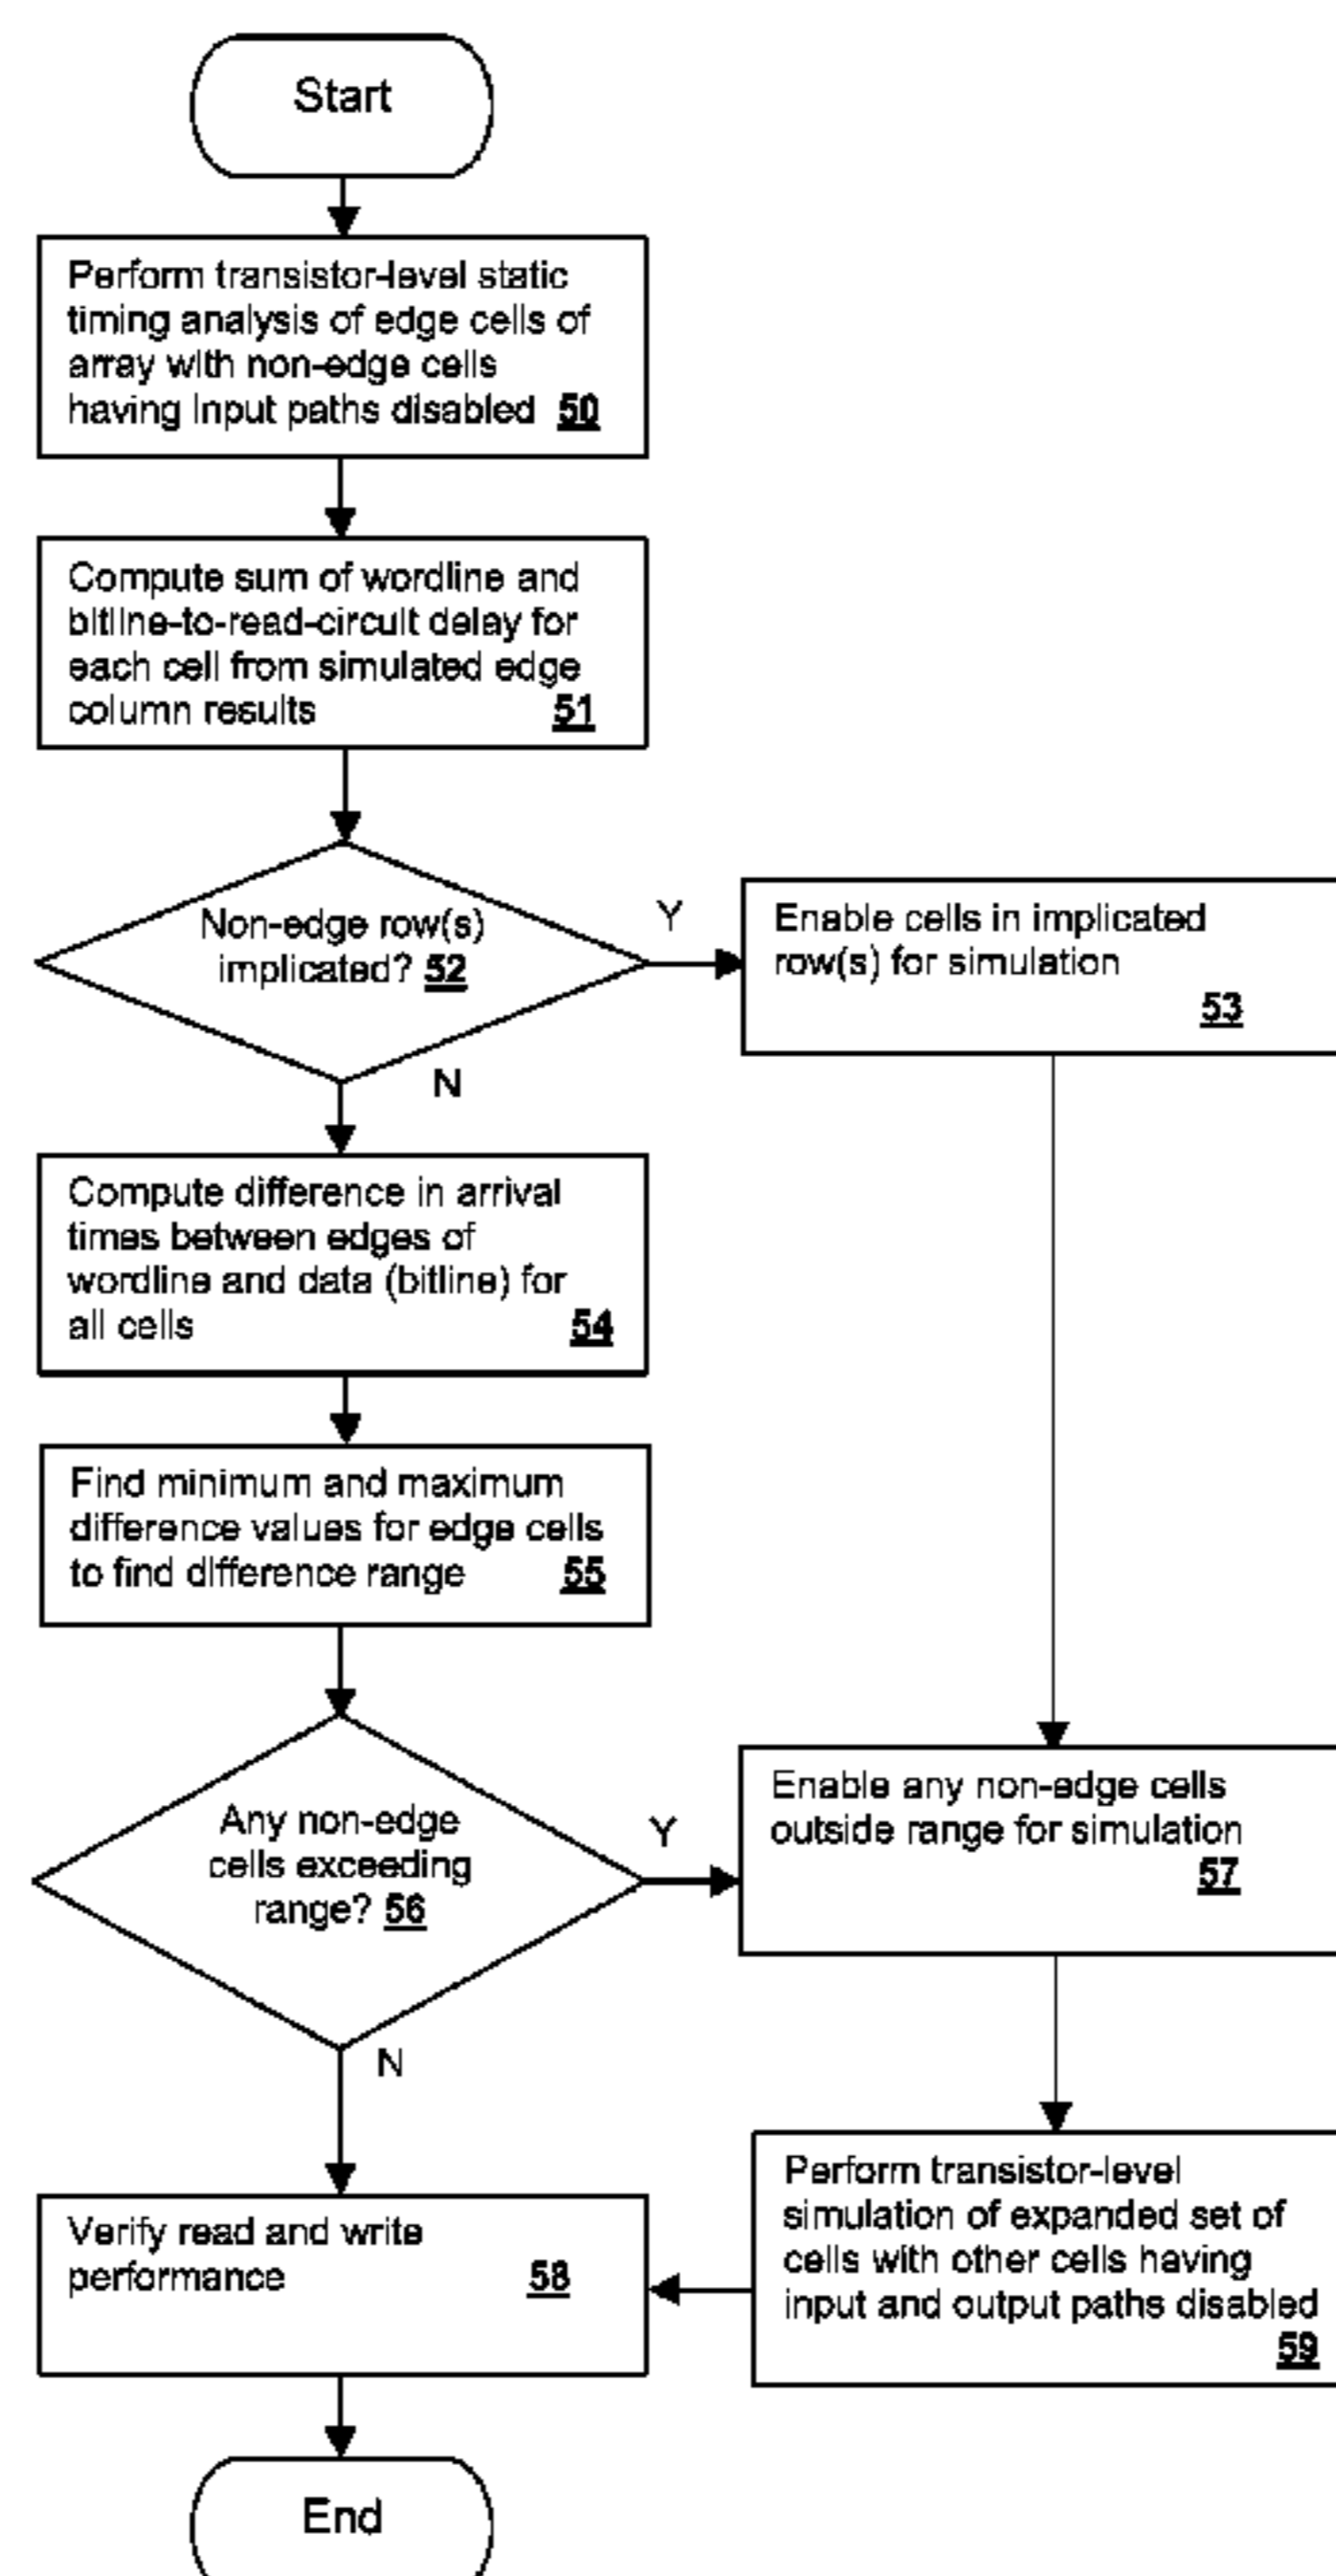 Start
Perform transistor-level static
timing analysis of edge cells of
array with non-edge cells
having input paths disabled 50
Compute sum of wordline and
bitline-to-read-circuit delay for
each cell from simulated edge
column results 51
Non-edge row(s)
implicated? 52
Y
Enable cells in implicated
row(s) for simulation
53
N
Compute difference in arrival
times between edges of
wordline and data (bitline) for
all cells 54
Find minimum and maximum
difference values for edge cells
to find difference range 55
Any non-edge
cells exceeding
range? 56
Y
Enable any non-edge cells
outside range for simulation
57
N
Verify read and write
performance 58
Perform transistor-level
simulation of expanded set of
cells with other cells having
input and output paths disabled
59
End